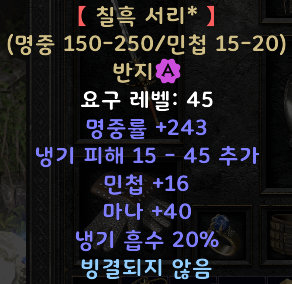 【 칠흑 서리* 】
(명중 150-250/민첩 15-20)
반지 A
요구 레벨: 45
명중률 +243
냉기 피해 15 - 45 추가
민첩 +16
마나 +40
냉기 흡수 20%
빙결되지 않음